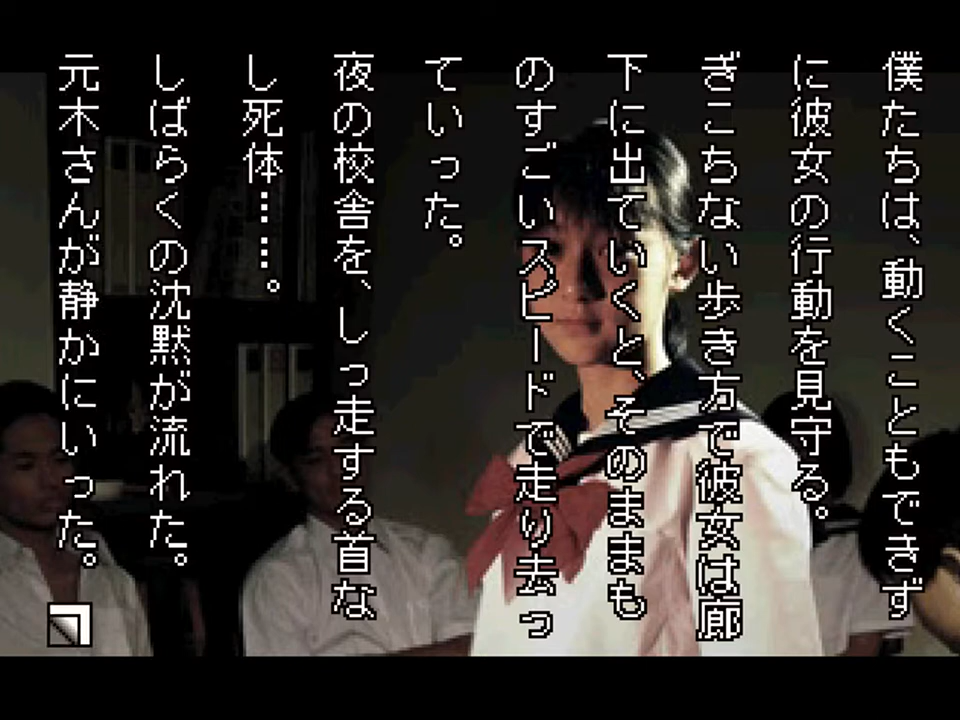 僕たちは、動くこともできず
に彼女の行動を見守る。
ぎこちない歩き方で彼女は廊
下に出ていくと、そのままも
のすごいスピードで走り去っ
ていった。
夜の校舎を、しっ走する首な
し死体……。
しばらくの沈黙が流れた。
元木さんが静かにいった。